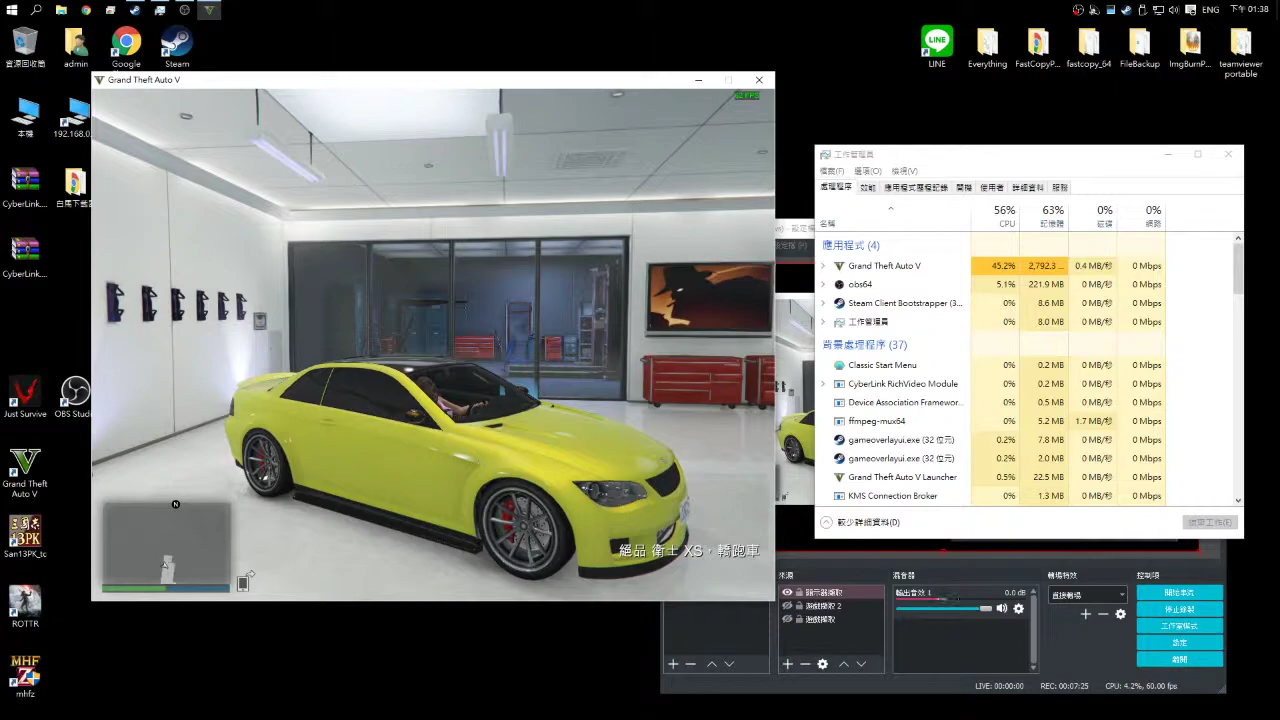 ENG
下午 01:38
資源回收筒
admin
Google
Steam
LINE
Everything
FastCopyP...
fastcopy_64
FileBackup
ImgBurnP...
teamviewer portable
本機
192.168.0.
CyberLink....
CyberLink....
Just Survive
OBS Studi
Grand Theft Auto V
San13PK_tc
ROTTR
mhfz
Grand Theft Auto V
絕品 衛士 XS，轎跑車
N
工作管理員
檔案(F) 選項(O) 檢視(V)
處理程序 效能 應用程式歷程記錄 開機 使用者 詳細資料 服務
56% 63% 0% 0%
名稱 CPU 記憶體 磁碟 網路
應用程式 (4)
Grand Theft Auto V 45.2% 2,792.3 ... 0.4 MB/秒 0 Mbps
obs64 5.1% 221.9 MB 0 MB/秒 0 Mbps
Steam Client Bootstrapper (3... 0% 8.6 MB 0 MB/秒 0 Mbps
工作管理員 0% 8.0 MB 0 MB/秒 0 Mbps
背景處理程序 (37)
Classic Start Menu 0% 0.2 MB 0 MB/秒 0 Mbps
CyberLink RichVideo Module 0% 0.2 MB 0 MB/秒 0 Mbps
Device Association Framewor... 0% 0.5 MB 0 MB/秒 0 Mbps
ffmpeg-mux64 0% 5.2 MB 1.7 MB/秒 0 Mbps
gameoverlayui.exe (32 位元) 0.2% 7.8 MB 0 MB/秒 0 Mbps
gameoverlayui.exe (32 位元) 0.2% 2.0 MB 0 MB/秒 0 Mbps
Grand Theft Auto V Launcher 0.5% 22.5 MB 0 MB/秒 0 Mbps
KMS Connection Broker 0% 1.3 MB 0 MB/秒 0 Mbps
較少詳細資料(D)
結束工作(E)
來源 混音器 轉場特效 控制項
顯示器擷取
遊戲擷取 2
遊戲擷取
輸出音效 1 0.0 dB
直接轉場
開始串流
停止錄製
工作室模式
設定
離開
LIVE: 00:00:00 REC: 00:07:25 CPU: 4.2%, 60.00 fps